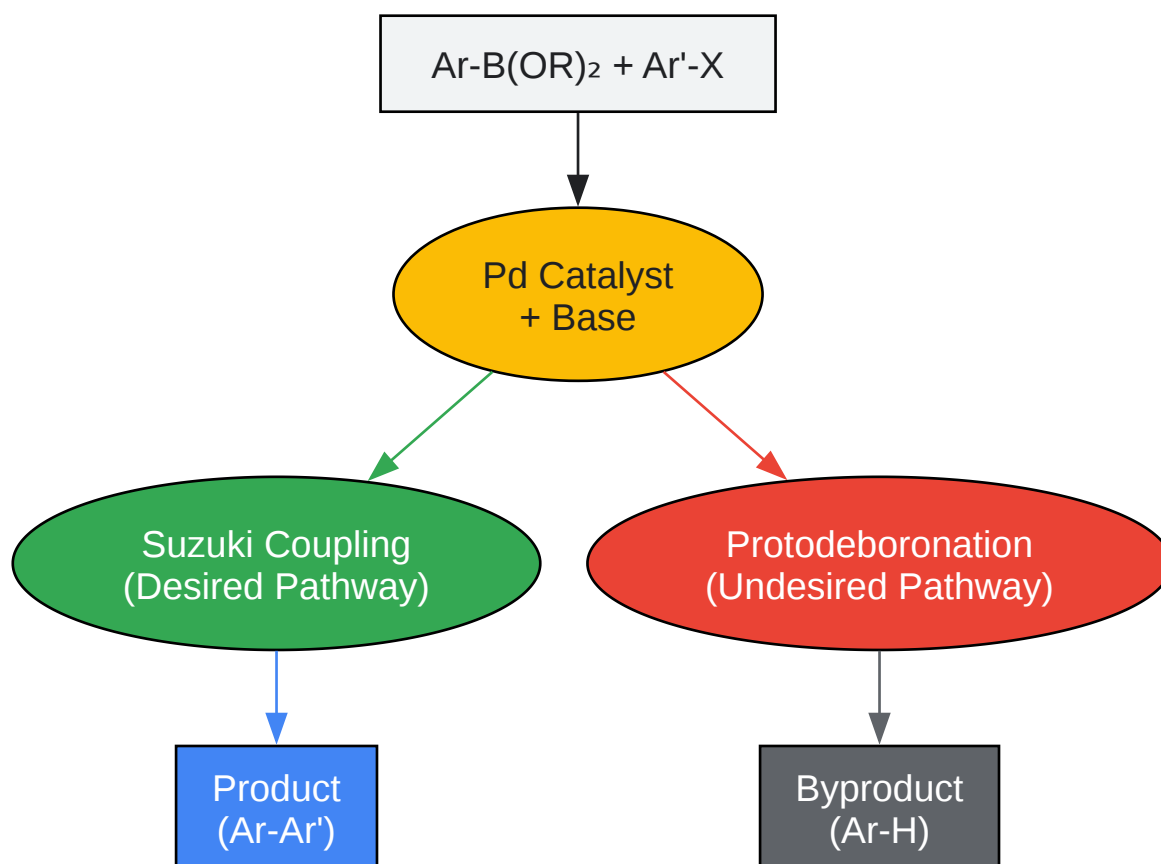 Ar-B(OR)₂ + Ar'-X
Pd Catalyst
+ Base
Suzuki Coupling
(Desired Pathway)
Protodeboronation
(Undesired Pathway)
Product
(Ar-Ar')
Byproduct
(Ar-H)